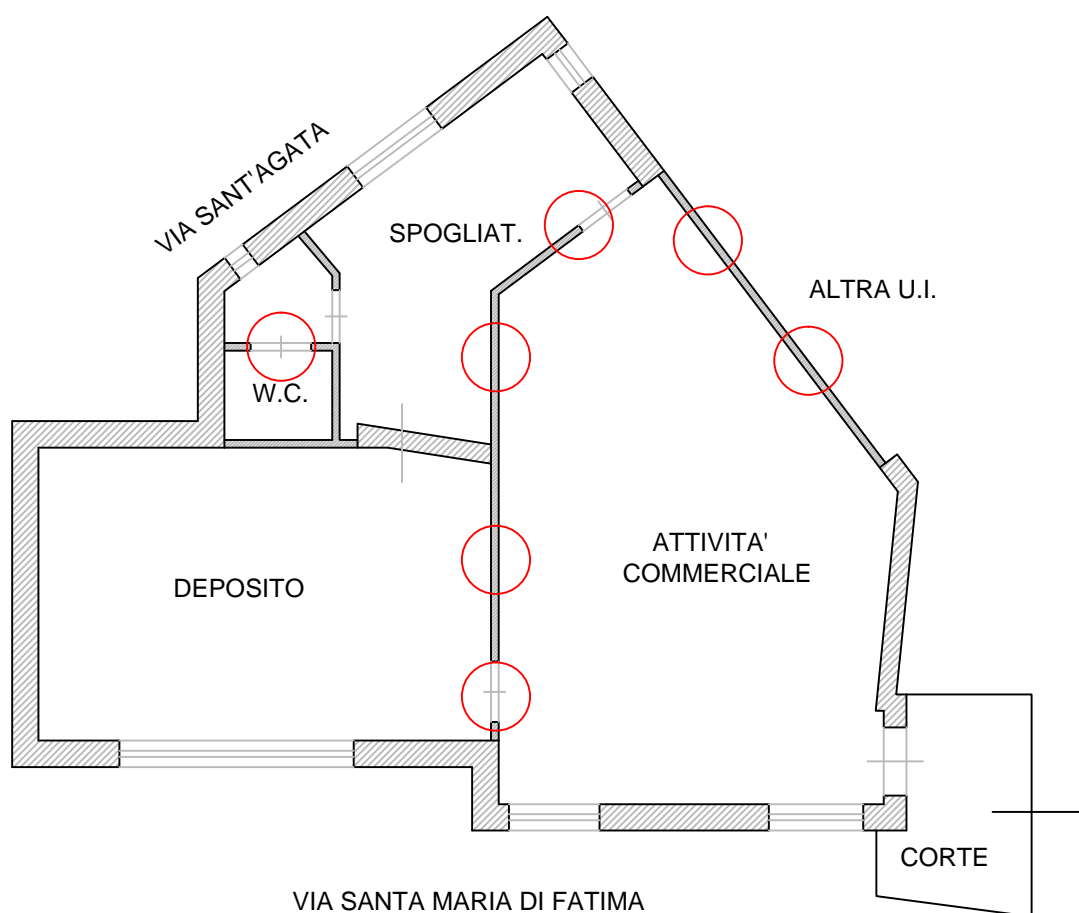 VIA SANT'AGATA
SPOGLIAT.
ALTRA U.I.
W.C.
ATTIVITA'
COMMERCIALE
DEPOSITO
CORTE
VIA SANTA MARIA DI FATIMA